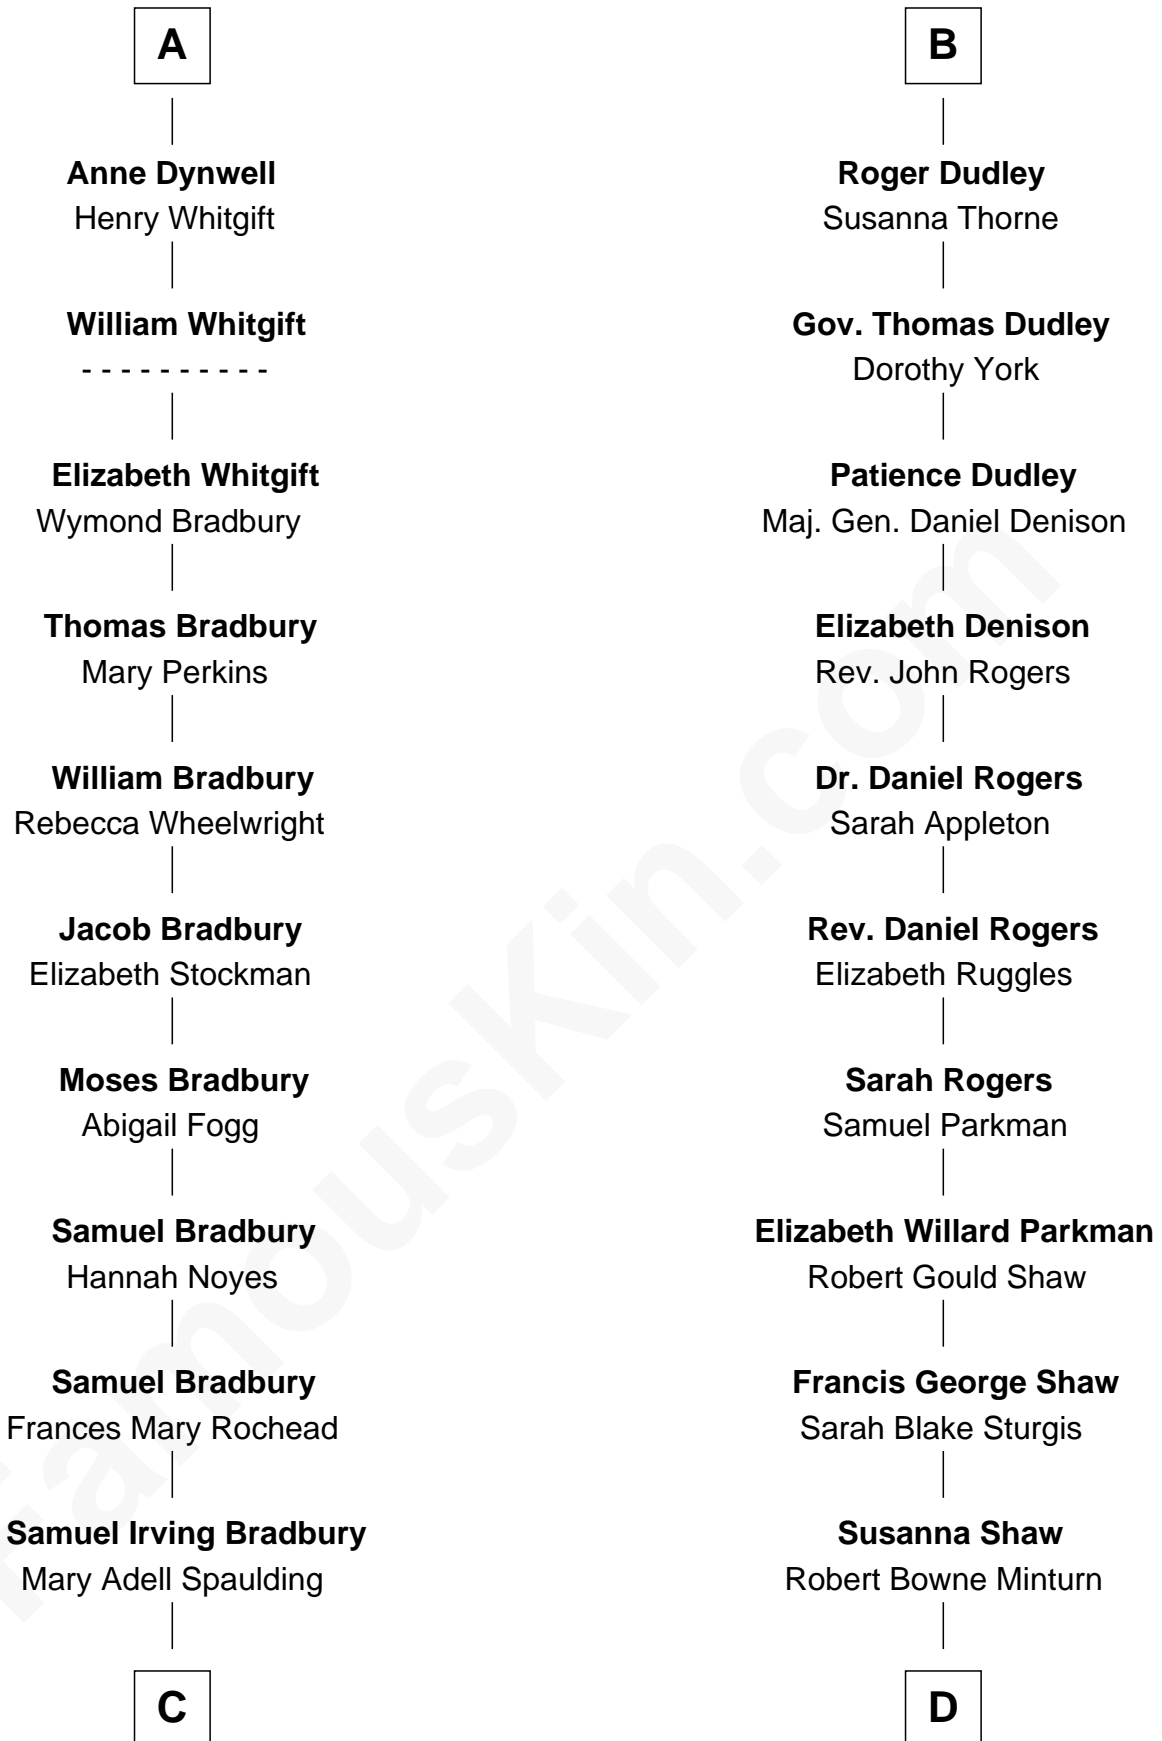 A
Anne Dynwell
Henry Whitgift
William Whitgift
- - - - - - - - - -
Elizabeth Whitgift
Wymond Bradbury
Thomas Bradbury
Mary Perkins
William Bradbury
Rebecca Wheelwright
Jacob Bradbury
Elizabeth Stockman
Moses Bradbury
Abigail Fogg
Samuel Bradbury
Hannah Noyes
Samuel Bradbury
Frances Mary Rochead
Samuel Irving Bradbury
Mary Adell Spaulding
C
B
Roger Dudley
Susanna Thorne
Gov. Thomas Dudley
Dorothy York
Patience Dudley
Maj. Gen. Daniel Denison
Elizabeth Denison
Rev. John Rogers
Dr. Daniel Rogers
Sarah Appleton
Rev. Daniel Rogers
Elizabeth Ruggles
Sarah Rogers
Samuel Parkman
Elizabeth Willard Parkman
Robert Gould Shaw
Francis George Shaw
Sarah Blake Sturgis
Susanna Shaw
Robert Bowne Minturn
D
FamousKin.com